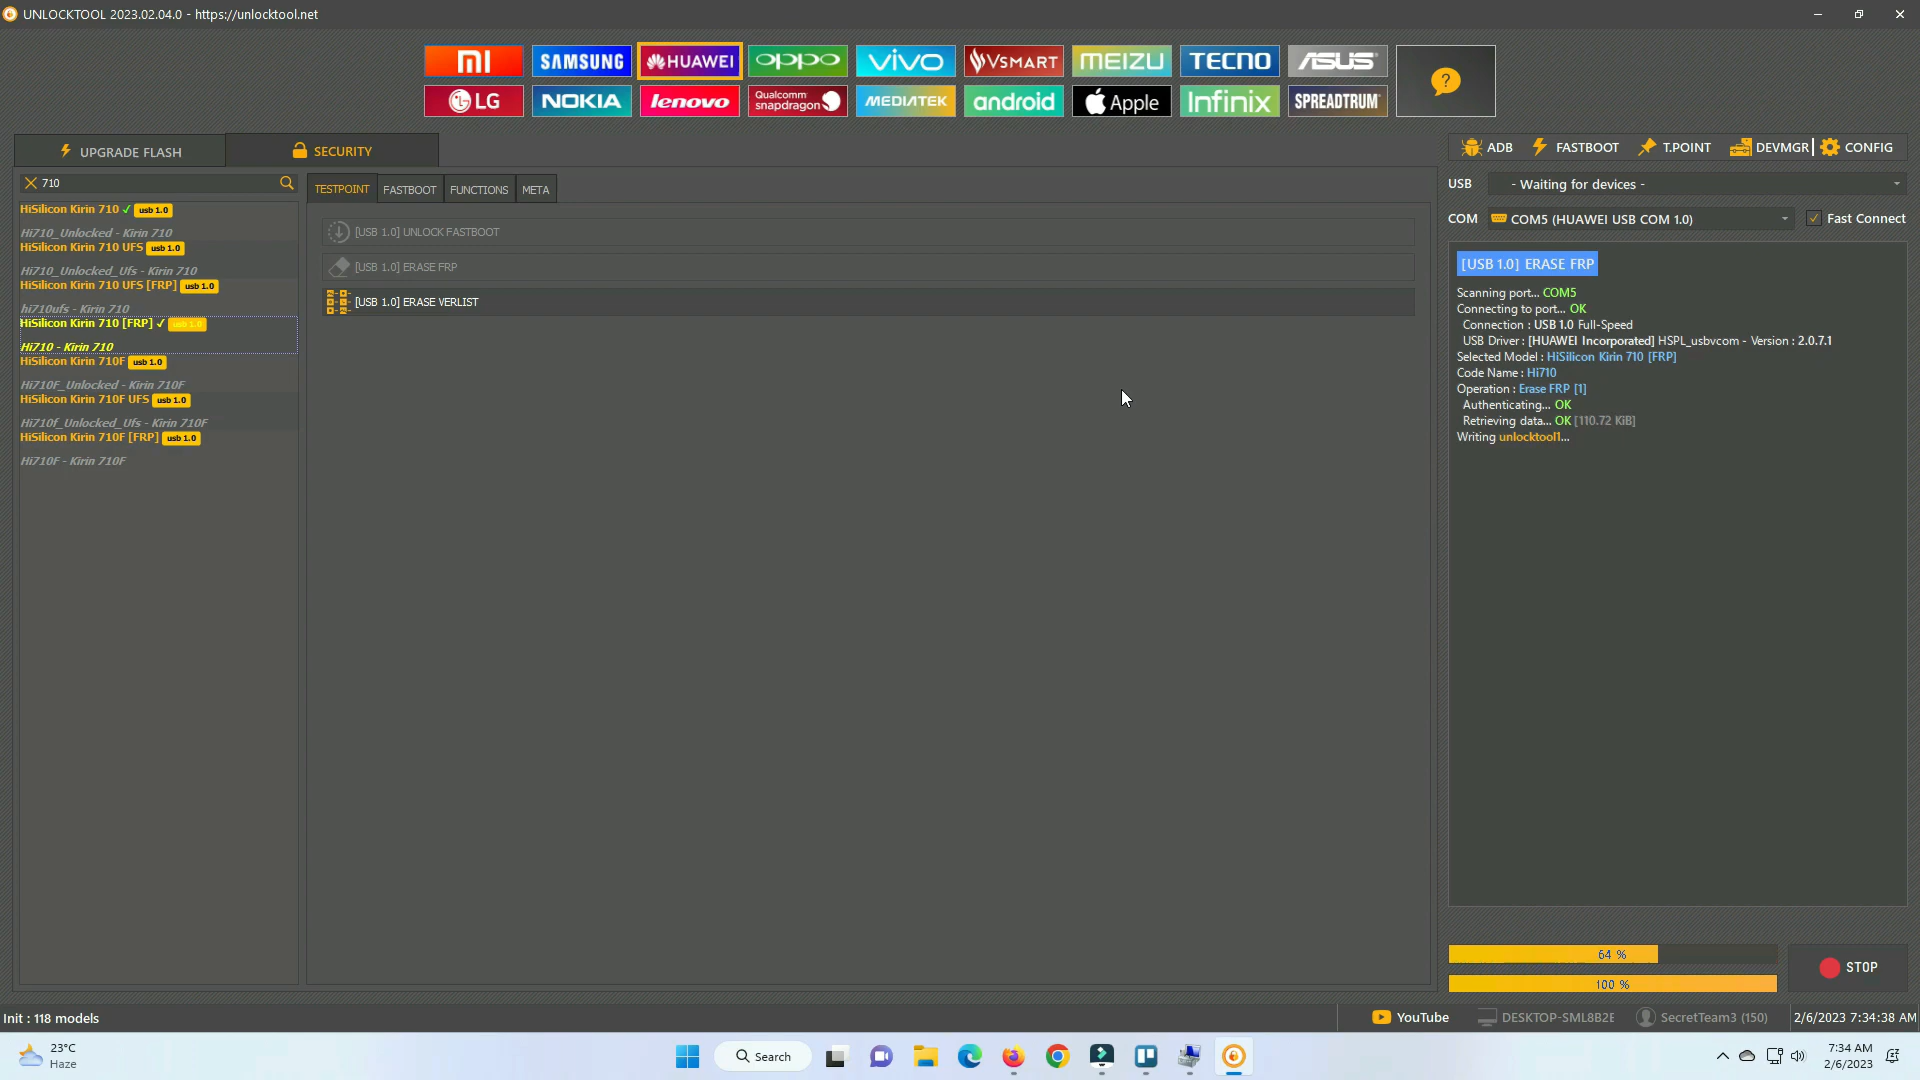 UNLOCKTOOL 2023.02.04.0 - https://unlocktool.net
MI SAMSUNG HUAWEI oppo vivo VSMART MEIZU TECNO ASUS
LG NOKIA lenovo Qualcomm snapdragon MEDIATEK android Apple Infinix SPREADTRUM
?
UPGRADE FLASH SECURITY
ADB FASTBOOT T.POINT DEVMGR CONFIG
710
TESTPOINT FASTBOOT FUNCTIONS META
USB - Waiting for devices -
COM COM5 (HUAWEI USB COM 1.0) Fast Connect
HiSilicon Kirin 710 ✓ usb 1.0
Hi710_Unlocked - Kirin 710
HiSilicon Kirin 710 UFS usb 1.0
Hi710_Unlocked_Ufs - Kirin 710
HiSilicon Kirin 710 UFS [FRP] usb 1.0
hi710ufs - Kirin 710
HiSilicon Kirin 710 [FRP] ✓ usb 1.0
Hi710 - Kirin 710
HiSilicon Kirin 710F usb 1.0
Hi710F_Unlocked - Kirin 710F
HiSilicon Kirin 710F UFS usb 1.0
Hi710f_Unlocked_Ufs - Kirin 710F
HiSilicon Kirin 710F [FRP] usb 1.0
Hi710F - Kirin 710F
[USB 1.0] UNLOCK FASTBOOT
[USB 1.0] ERASE FRP
[USB 1.0] ERASE VERLIST
[USB 1.0] ERASE FRP
Scanning port... COM5
Connecting to port... OK
Connection : USB 1.0 Full-Speed
USB Driver : [HUAWEI Incorporated] HSPL_usbvcom - Version : 2.0.7.1
Selected Model : HiSilicon Kirin 710 [FRP]
Code Name : Hi710
Operation : Erase FRP [1]
Authenticating... OK
Retrieving data... OK [110.72 KiB]
Writing unlocktool1...
64 %
100 %
STOP
Init : 118 models
YouTube DESKTOP-SML8B2E SecretTeam3 (150) 2/6/2023 7:34:38 AM
23°C
Haze
Search
7:34 AM
2/6/2023